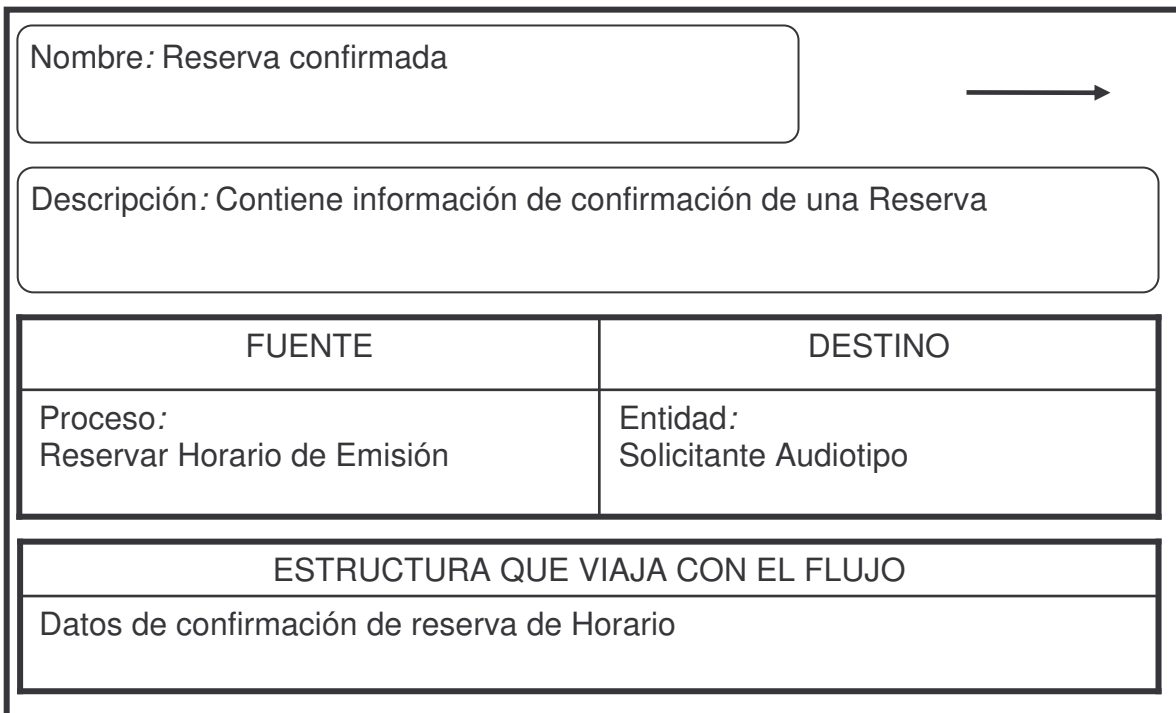 Nombre: Reserva confirmada
Descripción: Contiene información de confirmación de una Reserva
FUENTE
DESTINO
Proceso:
Reservar Horario de Emisión
Entidad:
Solicitante Audiotipo
ESTRUCTURA QUE VIAJA CON EL FLUJO
Datos de confirmación de reserva de Horario